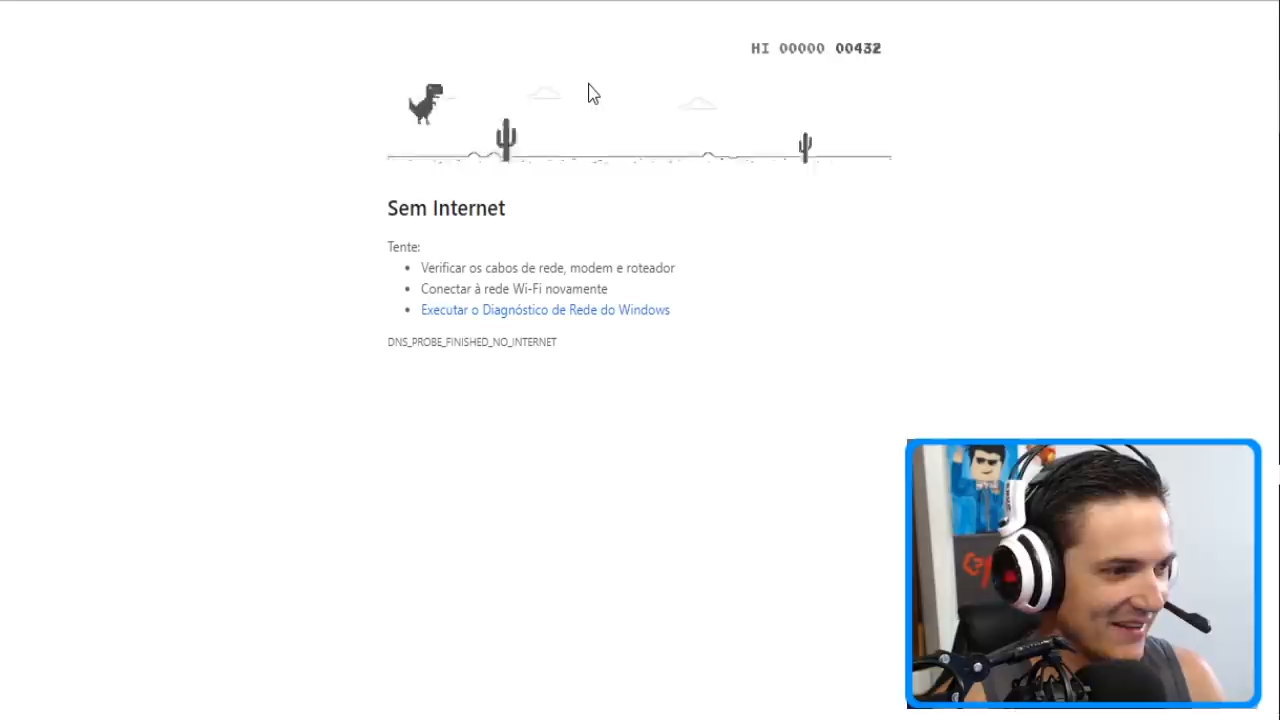 HI 00000 00432
Sem Internet
Tente:
Verificar os cabos de rede, modem e roteador
Conectar à rede Wi-Fi novamente
Executar o Diagnóstico de Rede do Windows
DNS_PROBE_FINISHED_NO_INTERNET